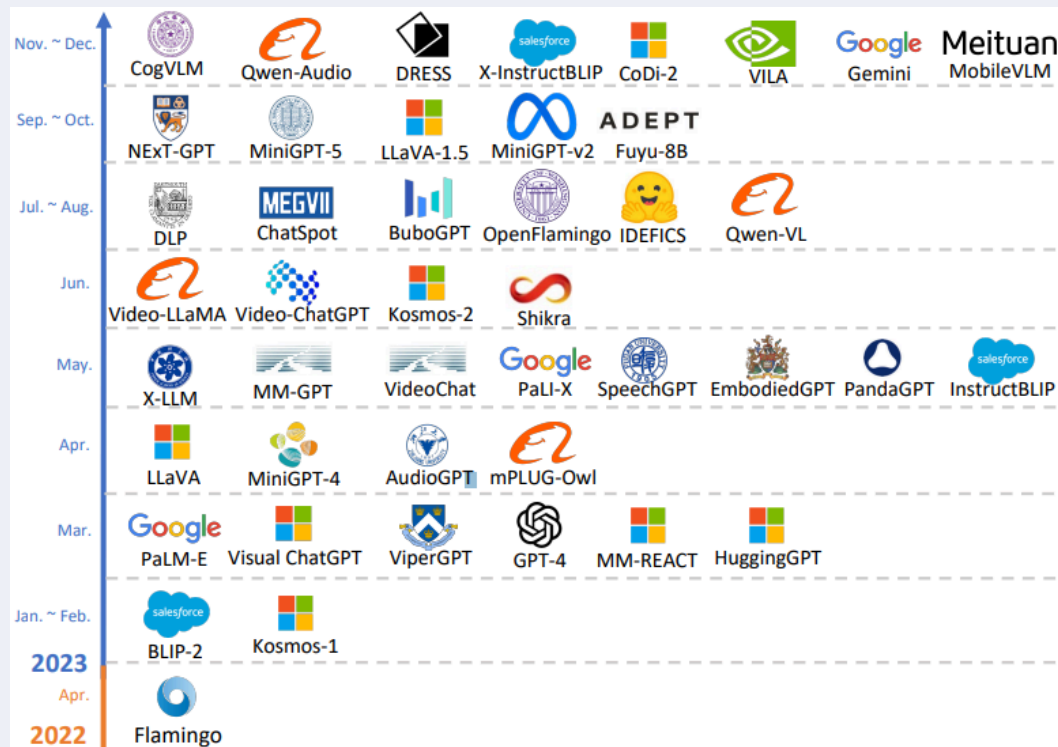 Nov. ~ Dec.
salesforce
Google
Meituan
CogVLM
Qwen-Audio
DRESS
X-InstructBLIP
CoDi-2
VILA
Gemini
MobileVLM
Sep. ~ Oct.
ADEPT
NExT-GPT
MiniGPT-5
LLaVA-1.5
MiniGPT-v2
Fuyu-8B
Jul. ~ Aug.
MEGVII
DLP
ChatSpot
BuboGPT
OpenFlamingo
IDEFICS
Qwen-VL
Jun.
Video-LLaMA
Video-ChatGPT
Kosmos-2
Shikra
May.
Google
salesforce
X-LLM
MM-GPT
VideoChat
PaLI-X
SpeechGPT
EmbodiedGPT
PandaGPT
InstructBLIP
Apr.
LLaVA
MiniGPT-4
AudioGPT
mPLUG-Owl
Mar.
Google
PaLM-E
Visual ChatGPT
ViperGPT
GPT-4
MM-REACT
HuggingGPT
Jan. ~ Feb.
salesforce
BLIP-2
Kosmos-1
2023
Apr.
2022
Flamingo